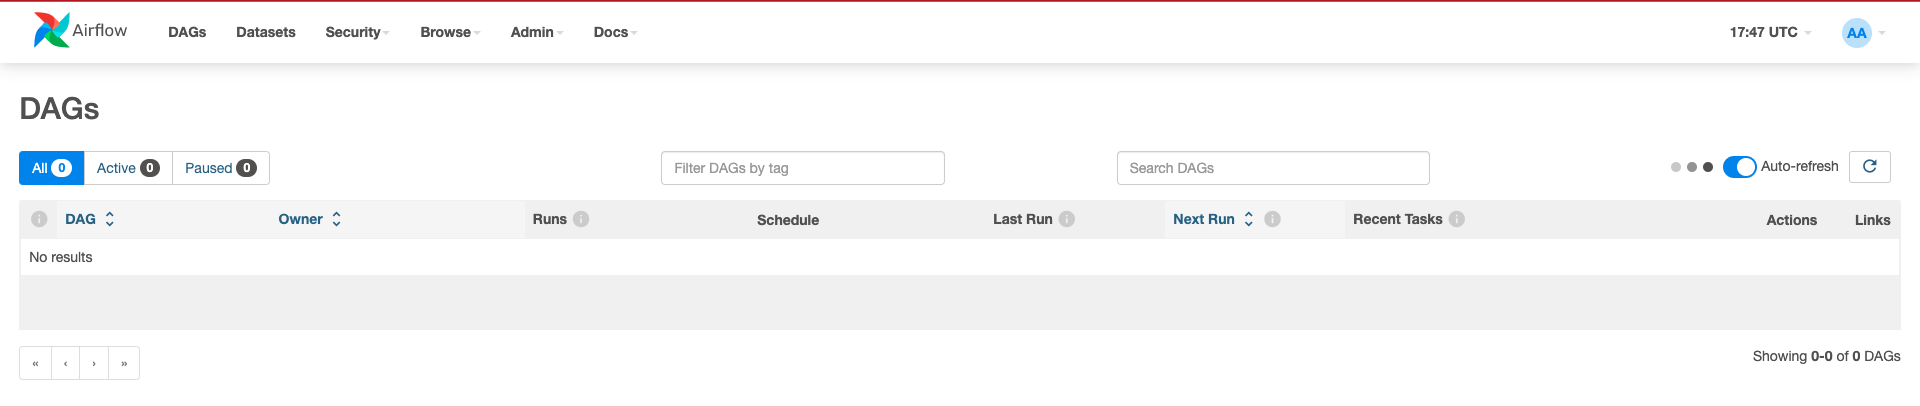 Airflow DAGs Datasets Security Browse Admin Docs 17:47 UTC AA
DAGs
All 0 Active 0 Paused 0 Filter DAGs by tag Search DAGs Auto-refresh
DAG Owner Runs Schedule Last Run Next Run Recent Tasks Actions Links
No results
« ‹ › » Showing 0-0 of 0 DAGs